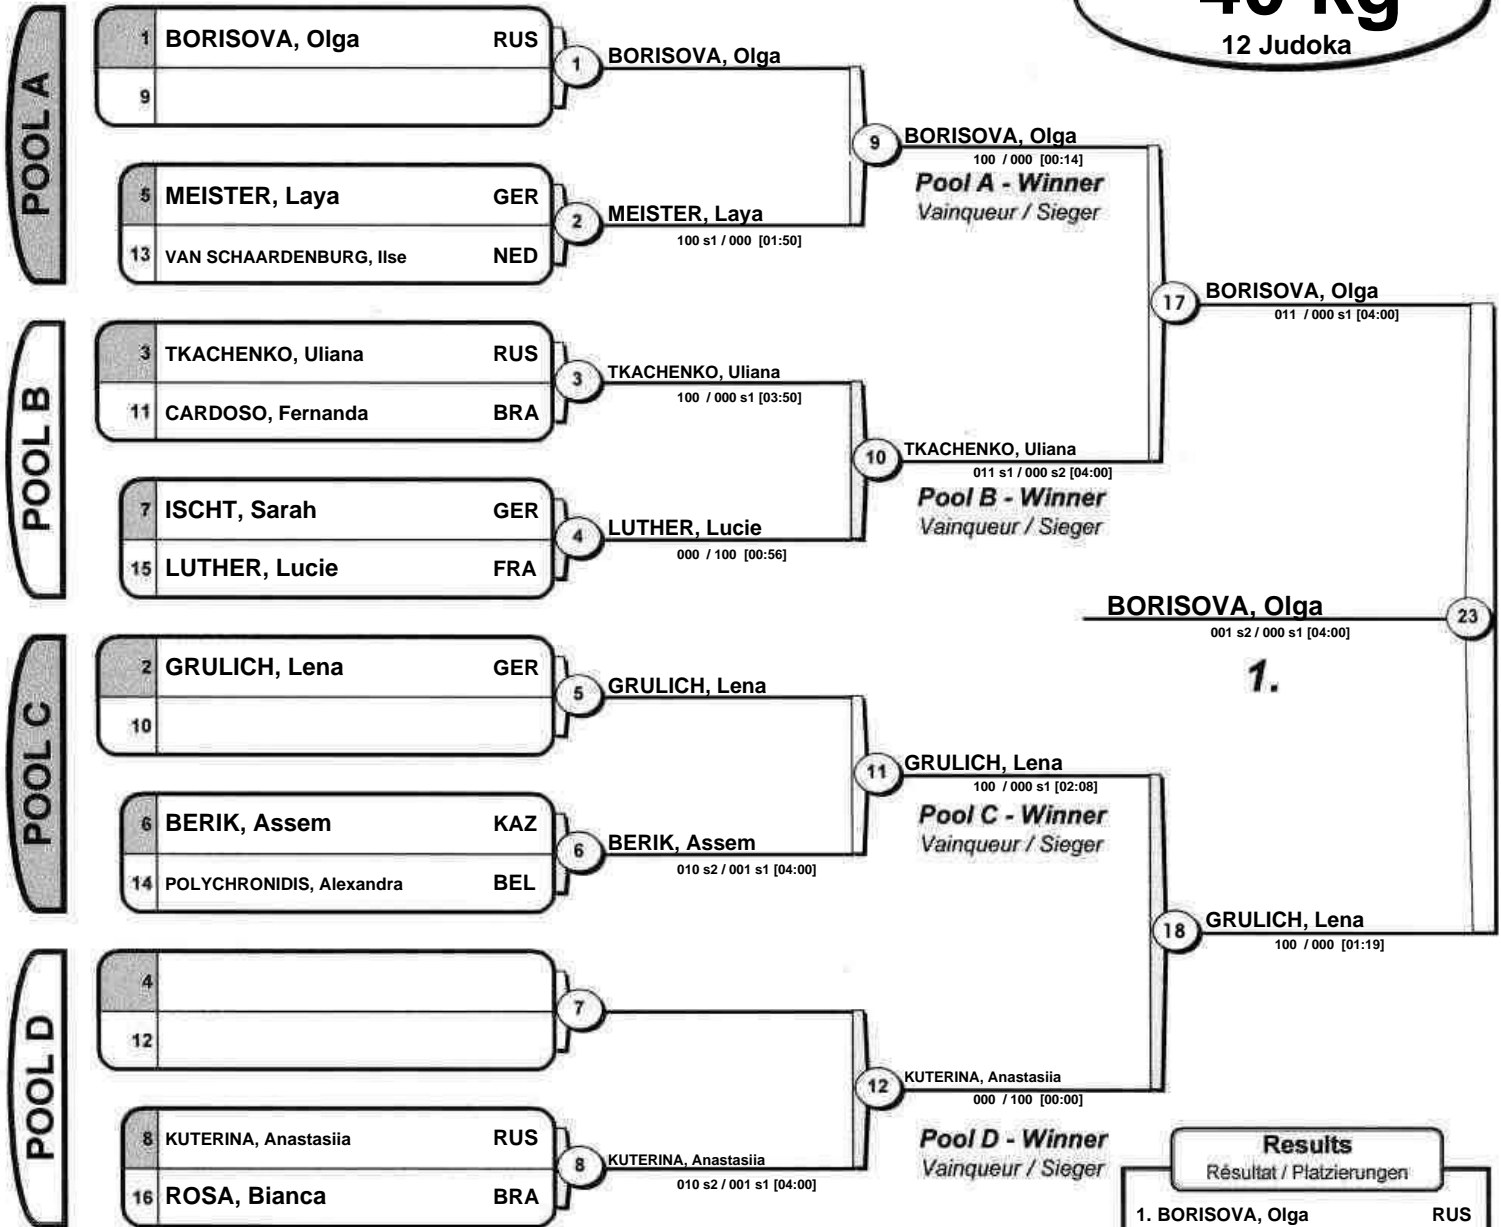 40 kg
12 Judoka
POOL A
1 BORISOVA, Olga RUS
9
1
BORISOVA, Olga
5 MEISTER, Laya GER
13 VAN SCHAARDENBURG, Ilse NED
2
MEISTER, Laya
100 s1 / 000 [01:50]
9
BORISOVA, Olga
100 / 000 [00:14]
Pool A - Winner
Vainqueur / Sieger
POOL B
3 TKACHENKO, Uliana RUS
11 CARDOSO, Fernanda BRA
3
TKACHENKO, Uliana
100 / 000 s1 [03:50]
7 ISCHT, Sarah GER
15 LUTHER, Lucie FRA
4
LUTHER, Lucie
000 / 100 [00:56]
10
TKACHENKO, Uliana
011 s1 / 000 s2 [04:00]
Pool B - Winner
Vainqueur / Sieger
17
BORISOVA, Olga
011 / 000 s1 [04:00]
POOL C
2 GRULICH, Lena GER
10
5
GRULICH, Lena
6 BERIK, Assem KAZ
14 POLYCHRONIDIS, Alexandra BEL
6
BERIK, Assem
010 s2 / 001 s1 [04:00]
11
GRULICH, Lena
100 / 000 s1 [02:08]
Pool C - Winner
Vainqueur / Sieger
POOL D
4
12
7
8 KUTERINA, Anastasiia RUS
16 ROSA, Bianca BRA
8
KUTERINA, Anastasiia
010 s2 / 001 s1 [04:00]
12
KUTERINA, Anastasiia
000 / 100 [00:00]
Pool D - Winner
Vainqueur / Sieger
18
GRULICH, Lena
100 / 000 [01:19]
23
BORISOVA, Olga
001 s2 / 000 s1 [04:00]
1.
Results
Résultat / Platzierungen
1. BORISOVA, Olga RUS